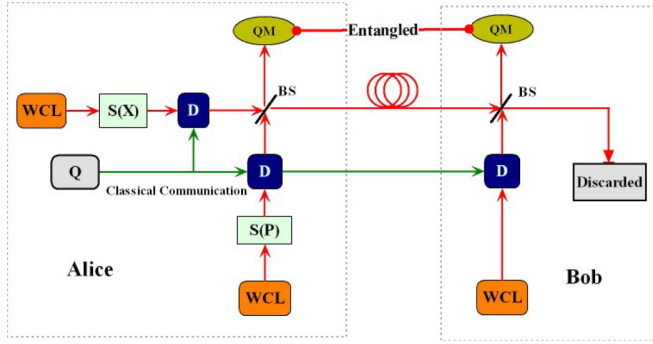 QM
Entangled
QM
BS
BS
WCL
S(X)
D
Q
Classical Communication
D
D
Discarded
S(P)
Alice
WCL
WCL
Bob